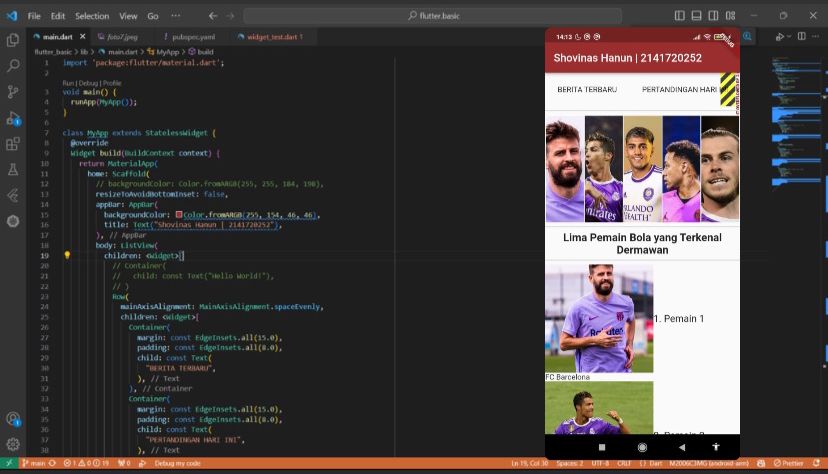 File Edit Selection View Go ...
flutter.basic
main.dart
foto7.jpeg
pubspec.yaml
widget_test.dart 1
flutter_basic > lib > main.dart > MyApp > build
1 import 'package:flutter/material.dart';
2
Run | Debug | Profile
3 void main() {
4 runApp(MyApp());
5 }
6
7 class MyApp extends StatelessWidget {
8 @override
9 Widget build(BuildContext context) {
10 return MaterialApp(
11 home: Scaffold(
12 // backgroundColor: Color.fromARGB(255, 255, 184, 198),
13 resizeToAvoidBottomInset: false,
14 appBar: AppBar(
15 backgroundColor: Color.fromARGB(255, 154, 46, 46),
16 title: Text("Shovinas Hanun | 2141720252"),
17 ), // AppBar
18 body: ListView(
19 children: <Widget>[
20 // Container(
21 // child: const Text("Hello World!"),
22 // )
23 Row(
24 mainAxisAlignment: MainAxisAlignment.spaceEvenly,
25 children: <Widget>[
26 Container(
27 margin: const EdgeInsets.all(15.0),
28 padding: const EdgeInsets.all(8.0),
29 child: const Text(
30 "BERITA TERBARU",
31 ), // Text
32 ), // Container
33 Container(
34 margin: const EdgeInsets.all(15.0),
35 padding: const EdgeInsets.all(8.0),
36 child: const Text(
37 "PERTANDINGAN HARI INI",
38 ), // Text
main 1 0 19 0 Debug my code
Ln 19, Col 30 Spaces: 2 UTF-8 CRLF {} Dart M2006C3MG (android-arm) Prettier
14:13
Shovinas Hanun | 2141720252
BERITA TERBARU PERTANDINGAN HARI
ORLANDO
HEALTH
Lima Pemain Bola yang Terkenal
Dermawan
Rakuten
1. Pemain 1
FC Barcelona